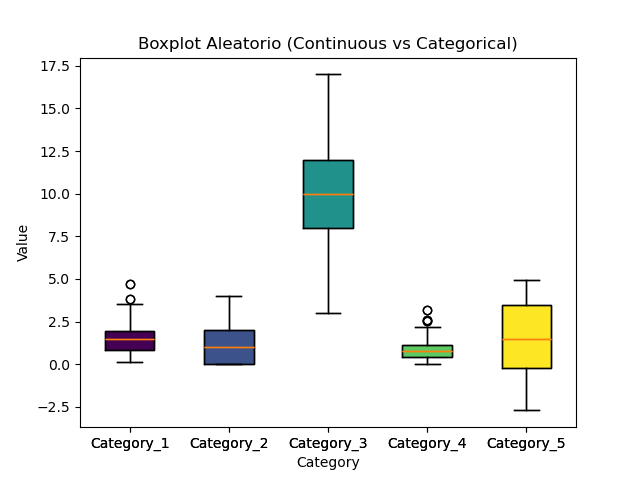 Boxplot Aleatorio (Continuous vs Categorical)
17.5
15.0
12.5
10.0
7.5
5.0
2.5
0.0
−2.5
Value
Category_1 Category_2 Category_3 Category_4 Category_5
Category